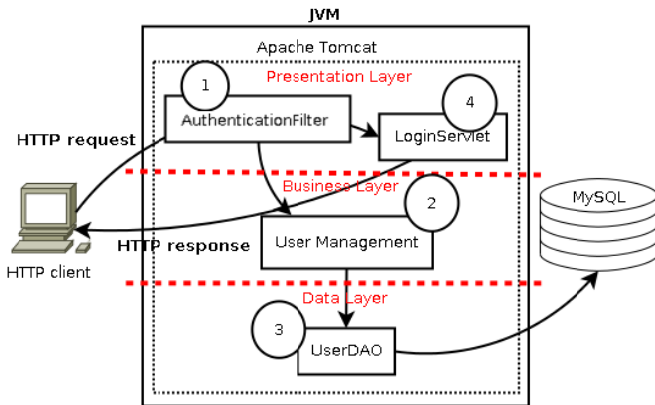 JVM
Apache Tomcat
Presentation Layer
1
AuthenticationFilter
4
LoginServlet
HTTP request
Business Layer
2
MySQL
HTTP response
User Management
HTTP client
Data Layer
3
UserDAO